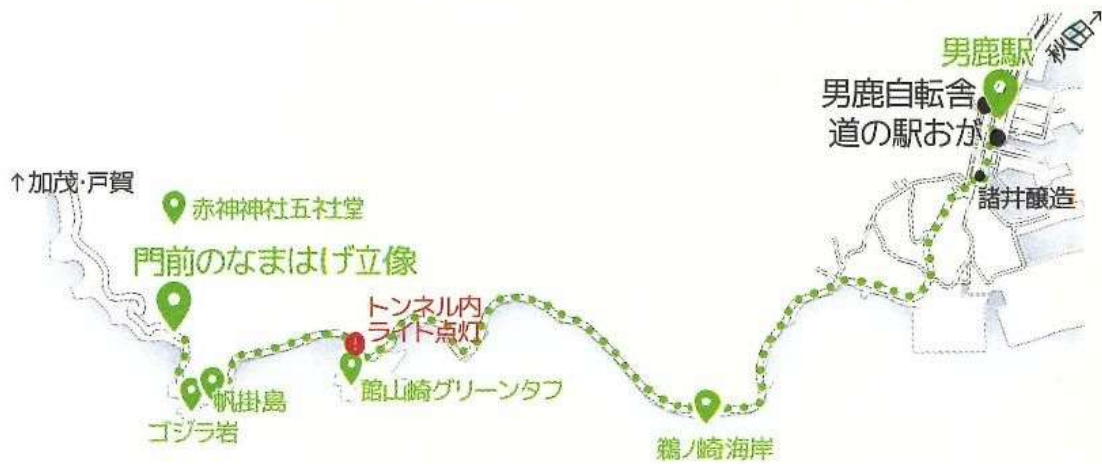 秋田
男鹿駅
男鹿自転舎
道の駅おが
諸井醸造
↑加茂・戸賀
赤神神社五社堂
門前のなまはげ立像
トンネル内
ライト点灯
帆掛島
館山崎グリーンタフ
ゴジラ岩
鵜ノ崎海岸